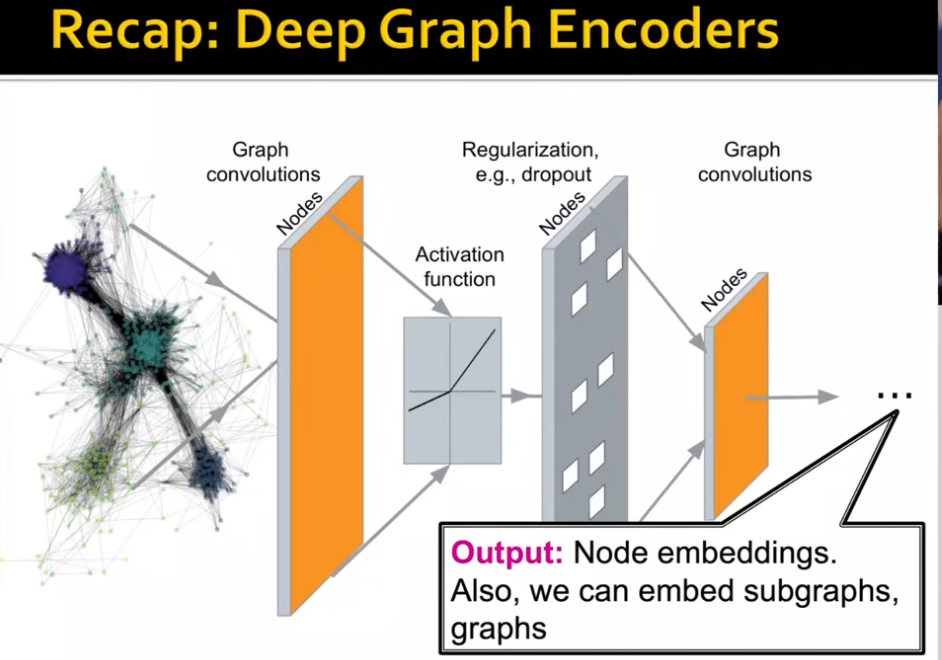 Recap: Deep Graph Encoders
Graph
convolutions
Regularization,
e.g., dropout
Graph
convolutions
Nodes
Nodes
Activation
function
Nodes
...
Output: Node embeddings.
Also, we can embed subgraphs,
graphs